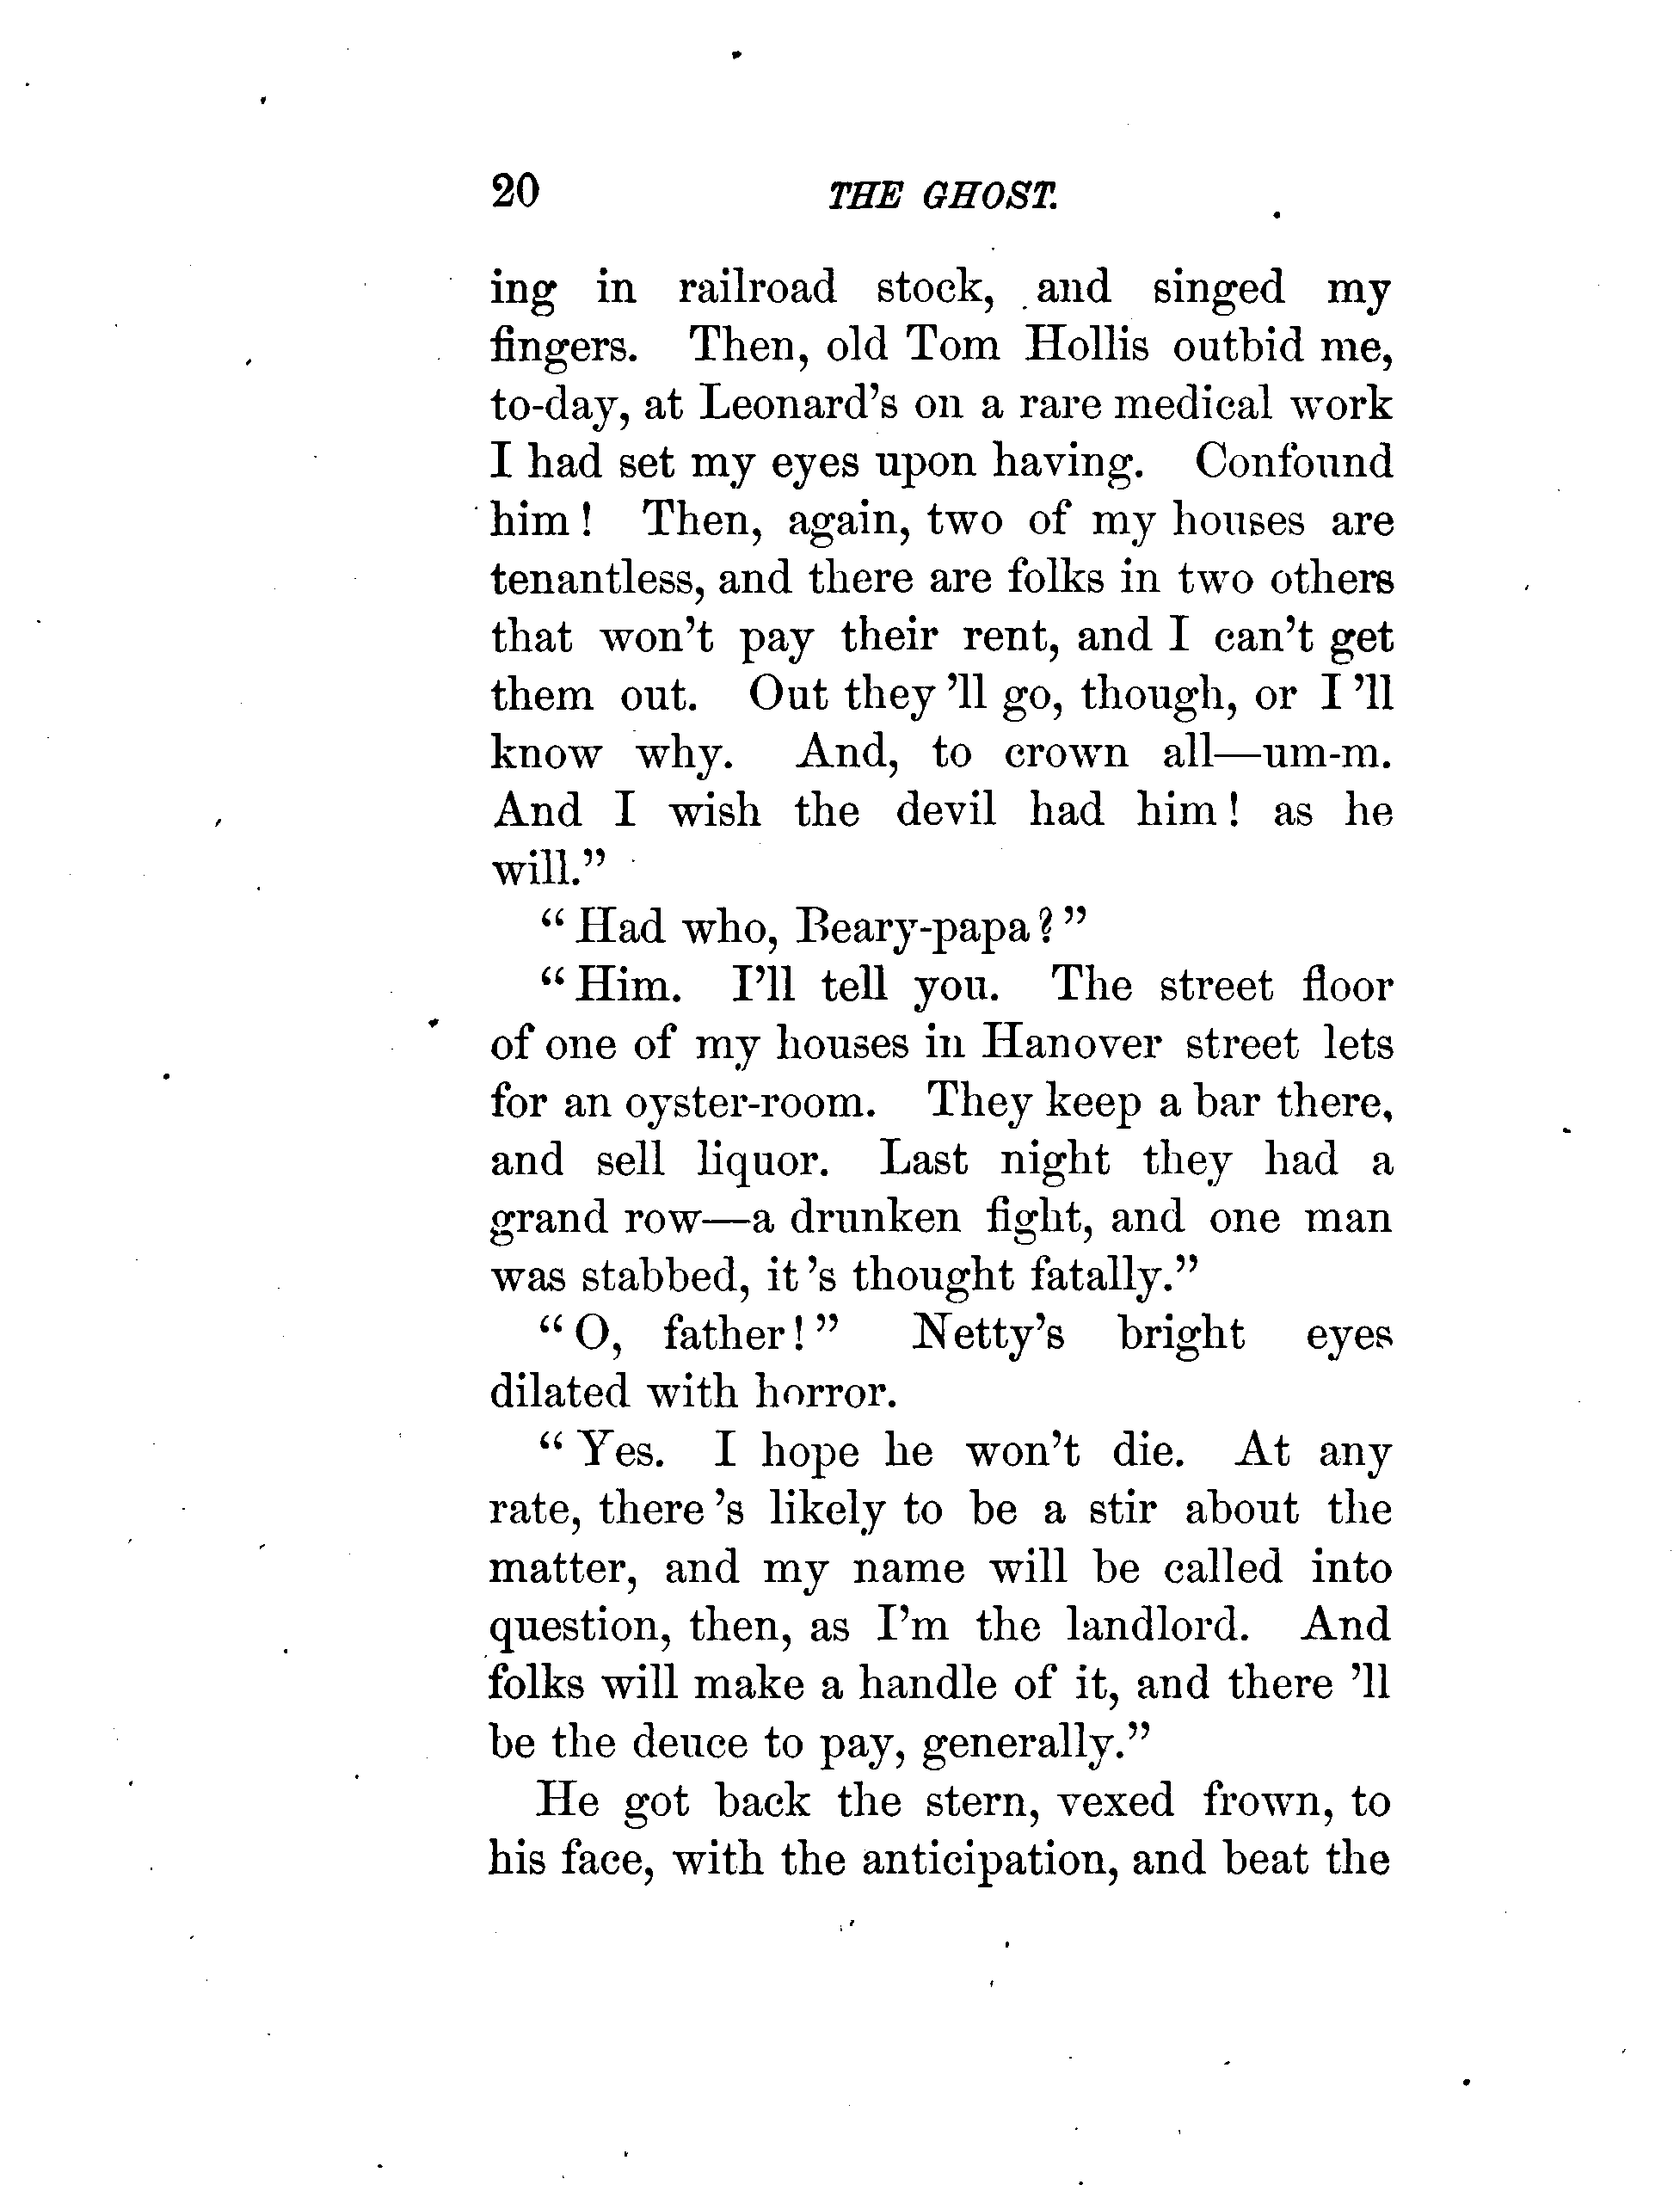 20 THE GHOST.
ing in railroad stock, and singed my
fingers. Then, old Tom Hollis outbid me,
to-day, at Leonard's on a rare medical work
I had set my eyes upon having. Confound
him! Then, again, two of my houses are
tenantless, and there are folks in two others
that won't pay their rent, and I can't get
them out. Out they 'll go, though, or I 'll
know why. And, to crown all—um-m.
And I wish the devil had him! as he
will."
"Had who, Beary-papa?"
"Him. I'll tell you. The street floor
of one of my houses in Hanover street lets
for an oyster-room. They keep a bar there,
and sell liquor. Last night they had a
grand row—a drunken fight, and one man
was stabbed, it 's thought fatally."
"O, father!" Netty's bright eyes
dilated with horror.
"Yes. I hope he won't die. At any
rate, there 's likely to be a stir about the
matter, and my name will be called into
question, then, as I'm the landlord. And
folks will make a handle of it, and there 'll
be the deuce to pay, generally."
He got back the stern, vexed frown, to
his face, with the anticipation, and beat the